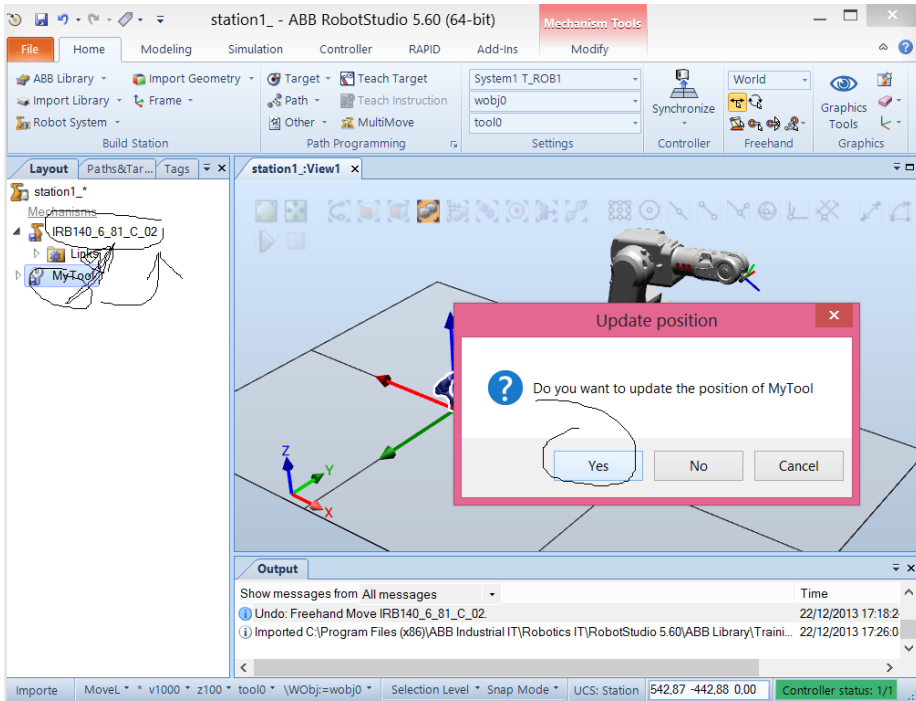 station1_ - ABB RobotStudio 5.60 (64-bit)
Mechanism Tools
File Home Modeling Simulation Controller RAPID Add-Ins Modify
ABB Library Import Geometry Target Teach Target System1 T_ROB1 World
Import Library Frame Path Teach Instruction wobj0 Synchronize Graphics Tools
Robot System Other MultiMove tool0
Build Station Path Programming Settings Controller Freehand Graphics
Layout Paths&Tar... Tags station1_:View1
station1_*
Mechanisms
IRB140_6_81_C_02
Links
MyTool
ABB
Update position
Do you want to update the position of MyTool
Yes No Cancel
Z
Y
X
Output
Show messages from All messages Time
Undo: Freehand Move IRB140_6_81_C_02. 22/12/2013 17:18:2
Imported C:\Program Files (x86)\ABB Industrial IT\Robotics IT\RobotStudio 5.60\ABB Library\Traini... 22/12/2013 17:26:0
Importe MoveL * v1000 z100 tool0 \WObj:=wobj0 Selection Level Snap Mode UCS: Station 542,87 -442,88 0,00 Controller status: 1/1